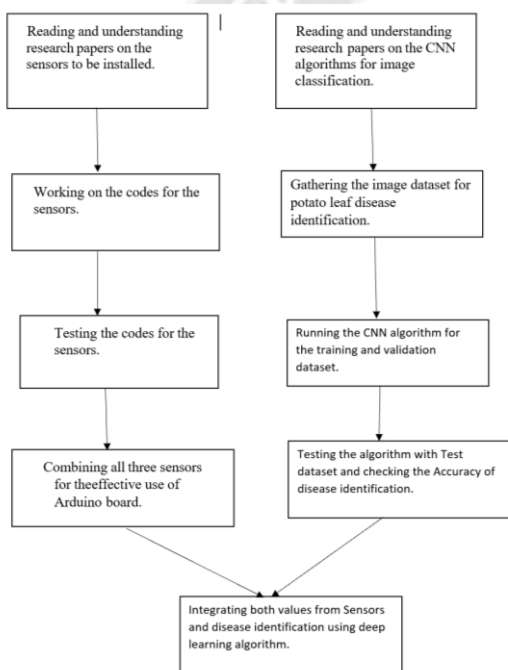 Reading and understanding
research papers on the
sensors to be installed.
Reading and understanding
research papers on the CNN
algorithms for image
classification.
Working on the codes for the
sensors.
Gathering the image dataset for
potato leaf disease
identification.
Testing the codes for the
sensors.
Running the CNN algorithm for
the training and validation
dataset.
Combining all three sensors
for theeffective use of
Arduino board.
Testing the algorithm with Test
dataset and checking the Accuracy of
disease identification.
Integrating both values from Sensors
and disease identification using deep
learning algorithm.